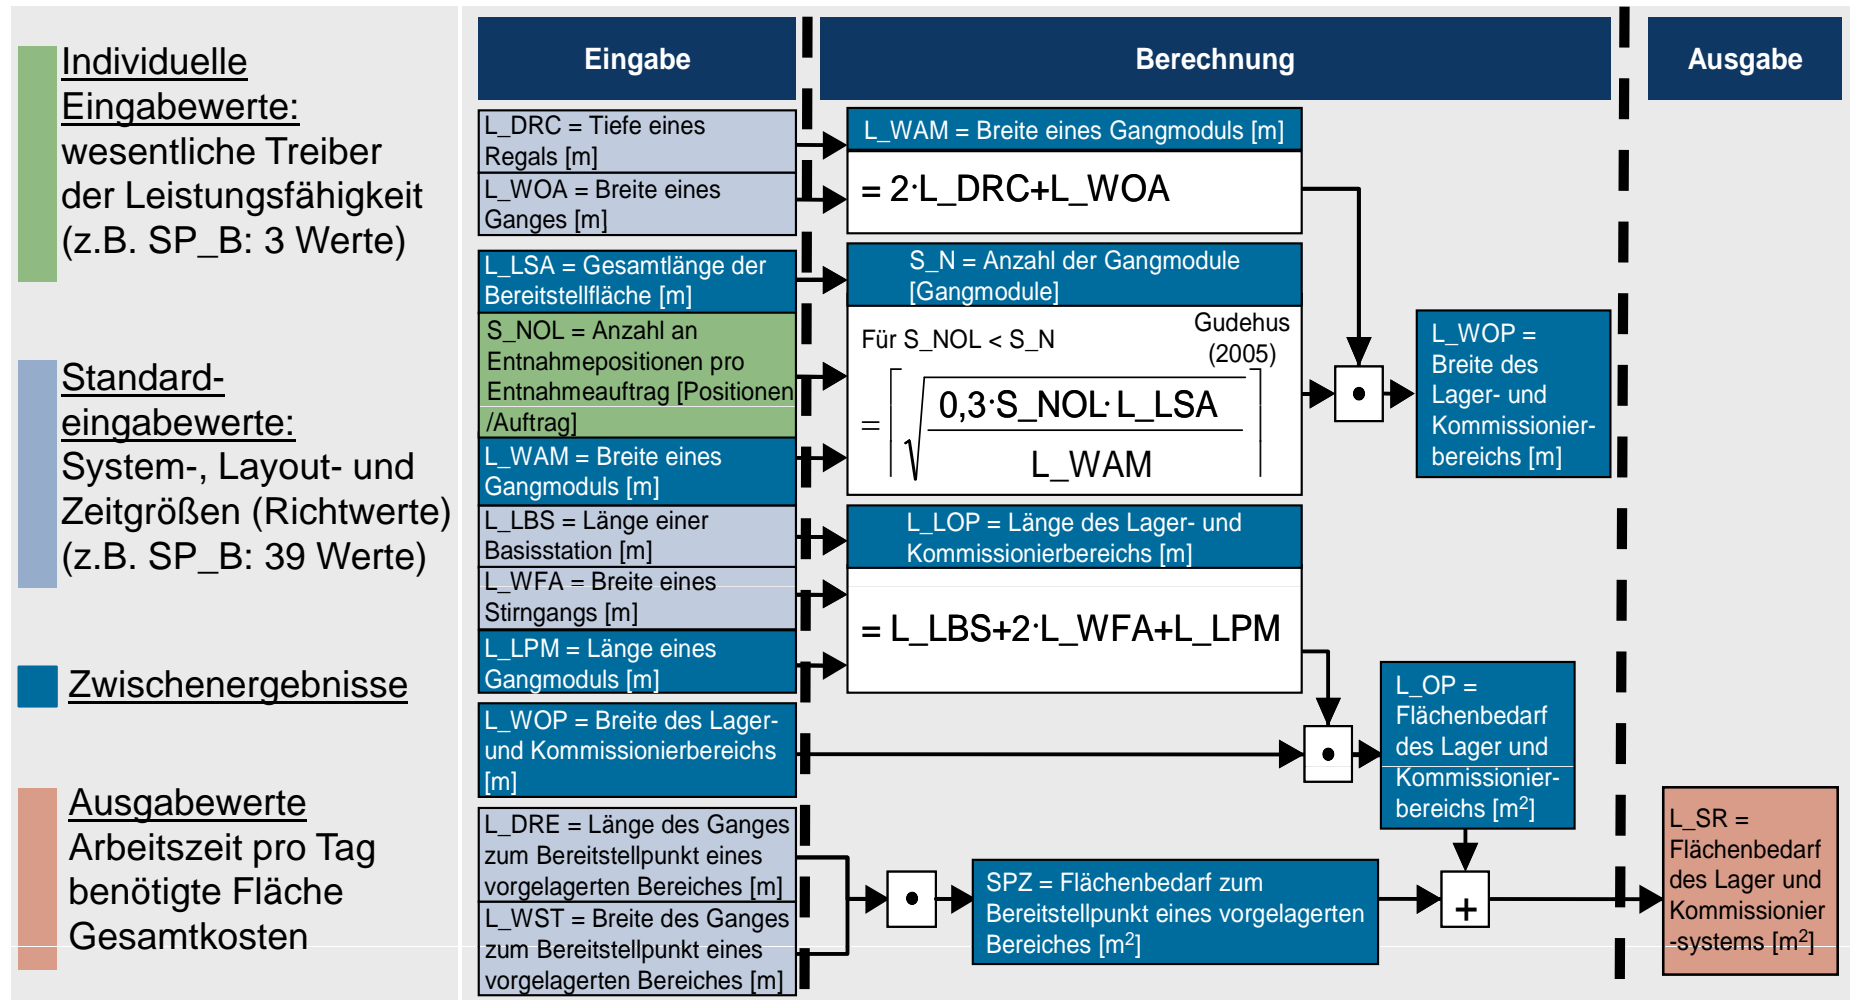 Individuelle
Eingabewerte:
wesentliche Treiber
der Leistungsfähigkeit
(z.B. SP_B: 3 Werte)
Standard-
eingabewerte:
System-, Layout- und
Zeitgrößen (Richtwerte)
(z.B. SP_B: 39 Werte)
Zwischenergebnisse
Ausgabewerte
Arbeitszeit pro Tag
benötigte Fläche
Gesamtkosten
Eingabe
L_DRC = Tiefe eines
Regals [m]
L_WOA = Breite eines
Ganges [m]
L_LSA = Gesamtlänge der
Bereitstellfläche [m]
S_NOL = Anzahl an
Entnahmepositionen pro
Entnahmeauftrag [Positionen
/Auftrag]
L_WAM = Breite eines
Gangmoduls [m]
L_LBS = Länge einer
Basisstation [m]
L_WFA = Breite eines
Stirngangs [m]
L_LPM = Länge eines
Gangmoduls [m]
L_WOP = Breite des Lager-
und Kommissionierbereichs
[m]
L_DRE = Länge des Ganges
zum Bereitstellpunkt eines
vorgelagerten Bereiches [m]
L_WST = Breite des Ganges
zum Bereitstellpunkt eines
vorgelagerten Bereiches [m]
Berechnung
L_WAM = Breite eines Gangmoduls [m]
= 2·L_DRC+L_WOA
S_N = Anzahl der Gangmodule
[Gangmodule]
Für S_NOL < S_N
Gudehus
(2005)
= ⌈√(0,3·S_NOL·L_LSA / L_WAM)⌉
L_LOP = Länge des Lager- und
Kommissionierbereichs [m]
= L_LBS+2·L_WFA+L_LPM
•
L_WOP =
Breite des
Lager- und
Kommissionier-
bereichs [m]
•
L_OP =
Flächenbedarf
des Lager und
Kommissionier-
bereichs [m²]
•
SPZ = Flächenbedarf zum
Bereitstellpunkt eines vorgelagerten
Bereiches [m²]
+
Ausgabe
L_SR =
Flächenbedarf
des Lager und
Kommissionier
-systems [m²]